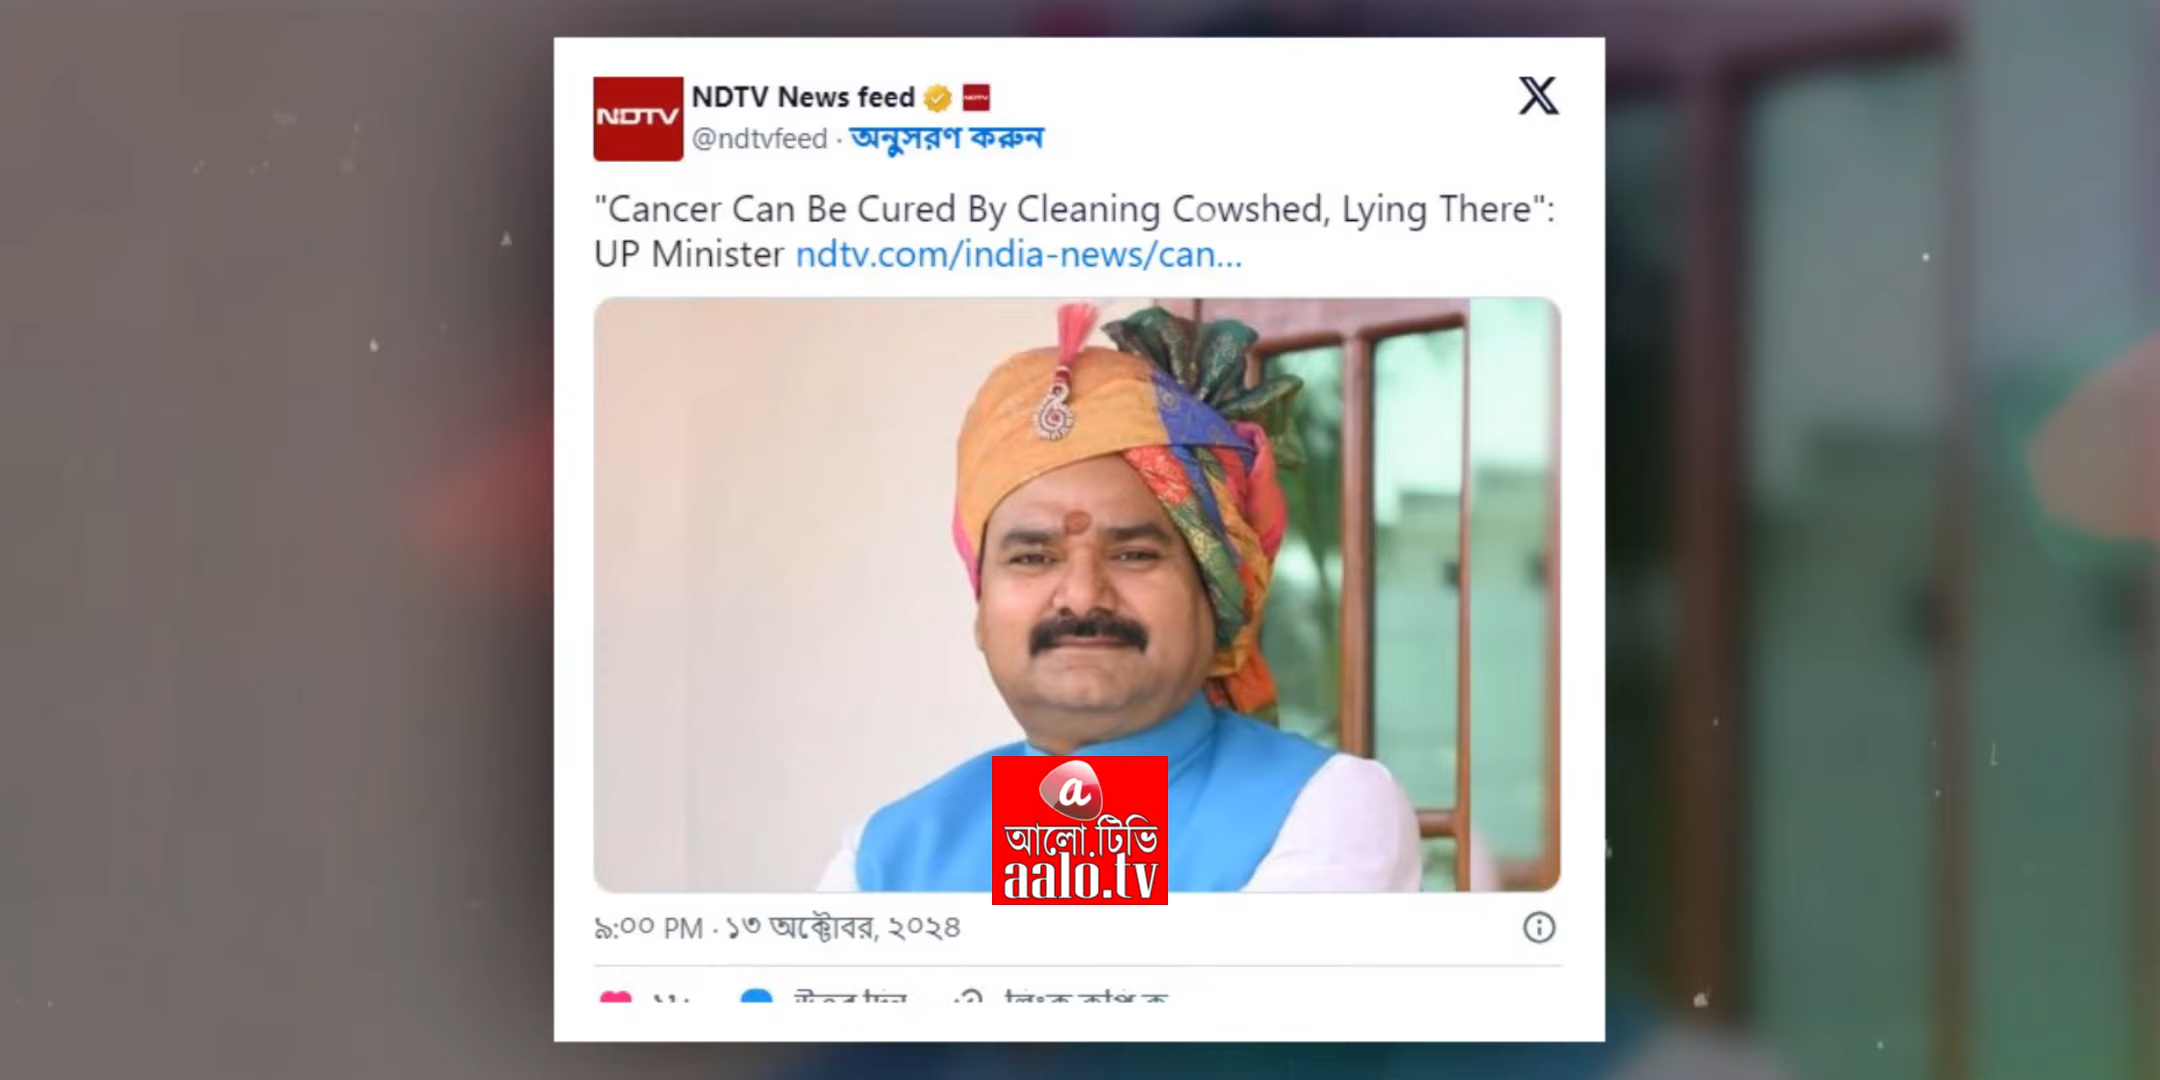 NDTV
NDTV News feed
NDTV
@ndtvfeed · অনুসরণ করুন
"Cancer Can Be Cured By Cleaning Cowshed, Lying There":
UP Minister ndtv.com/india-news/can...
a
আলো.টিভি
aalo.tv
৯:০০ PM · ১৩ অক্টোবর, ২০২৪